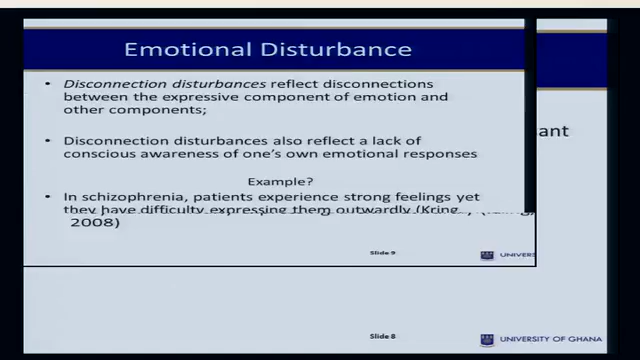 Emotional Disturbance
• Disconnection disturbances reflect disconnections
between the expressive component of emotion and
other components;
• Disconnection disturbances also reflect a lack of
conscious awareness of one's own emotional responses
Example?
• In schizophrenia, patients experience strong feelings yet
they have difficulty expressing them outwardly (Kring,
2008)
Slide 9
UNIVERS
ant
Slide 8
UNIVERSITY OF GHANA